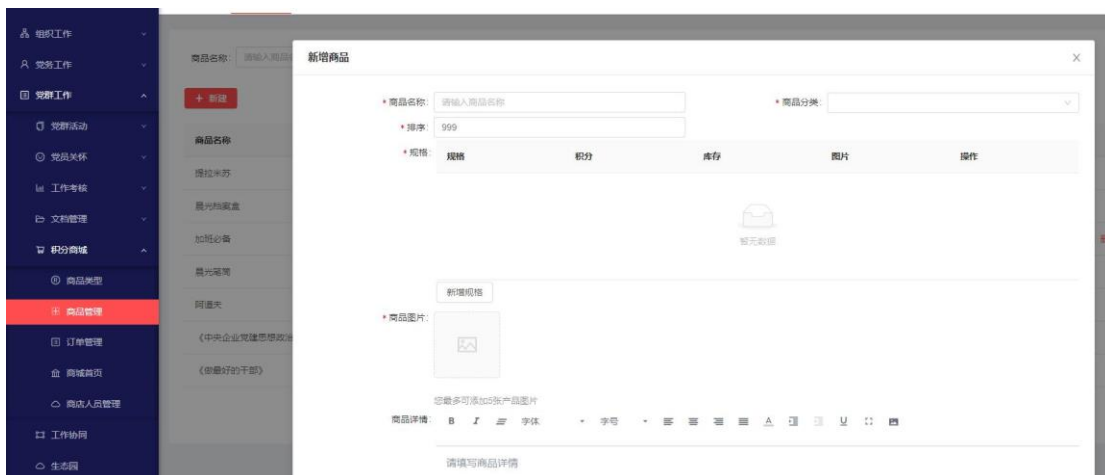 组织工作
党务工作
党群工作
党群活动
党员关怀
工作考核
文档管理
积分商城
商品类型
商品管理
订单管理
商城首页
商店人员管理
工作协同
生态园
商品名称: 请输入商品名
+ 新建
商品名称
提拉米苏
晨光档案盒
加班必备
晨光笔筒
阿道夫
《中央企业党建思想政治
《做最好的干部》
新增商品
* 商品名称: 请输入商品名称
* 商品分类:
* 排序: 999
* 规格: 规格 积分 库存 图片 操作
暂无数据
新增规格
* 商品图片:
您最多可添加5张产品图片
商品详情: B I 字体 字号 A U
请填写商品详情